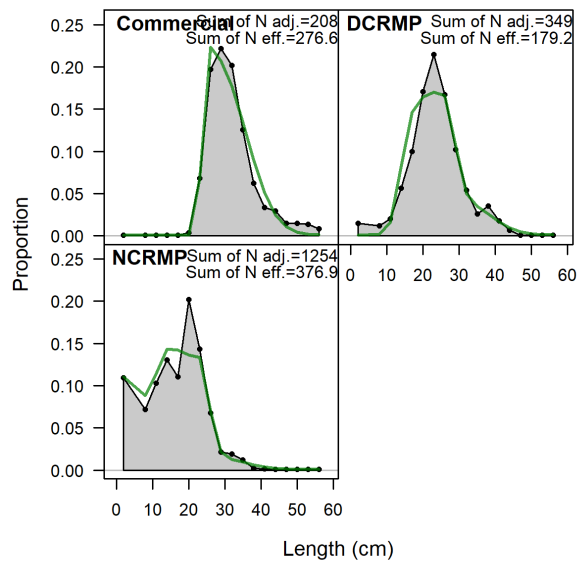 Commercial
Sum of N adj.=208
Sum of N eff.=276.6
DCRMP
Sum of N adj.=349
Sum of N eff.=179.2
0.25
0.20
0.15
0.10
0.05
0.00
NCRMP
Sum of N adj.=1254
Sum of N eff.=376.9
0.25
0.20
0.15
0.10
0.05
0.00
0 10 20 30 40 50 60
0 10 20 30 40 50 60
Proportion
Length (cm)